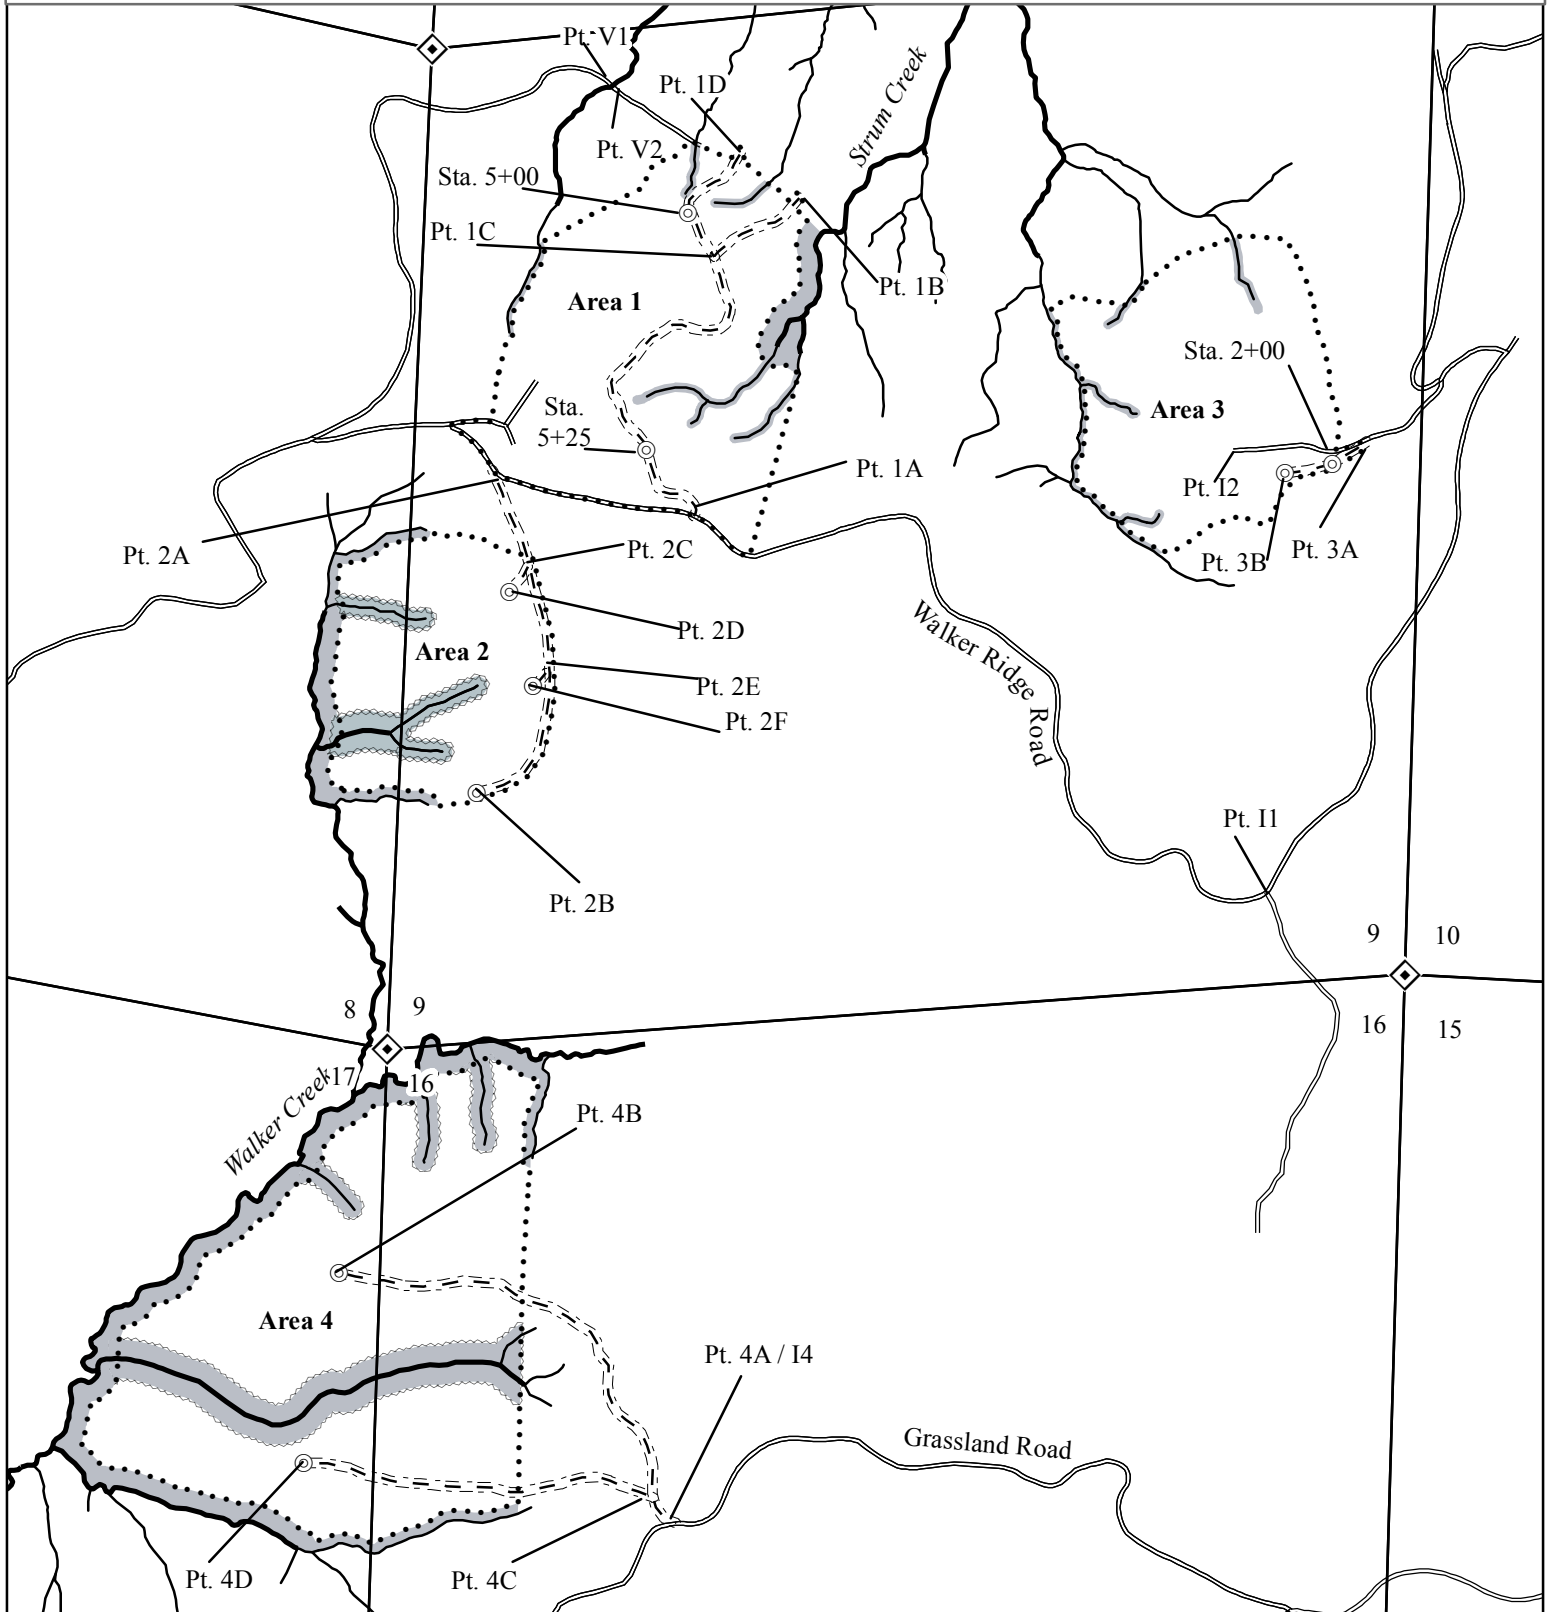 Pt. V1
Pt. 1D
Strum Creek
Pt. V2
Sta. 5+00
Pt. 1C
Pt. 1B
Area 1
Sta. 2+00
Sta.
5+25
Area 3
Pt. 1A
Pt. I2
Pt. 2A
Pt. 2C
Pt. 3B
Pt. 3A
Pt. 2D
Area 2
Walker Ridge Road
Pt. 2E
Pt. 2F
Pt. I1
Pt. 2B
9
10
8
9
16
15
17
16
Walker Creek
Pt. 4B
Area 4
Pt. 4A / I4
Grassland Road
Pt. 4D
Pt. 4C